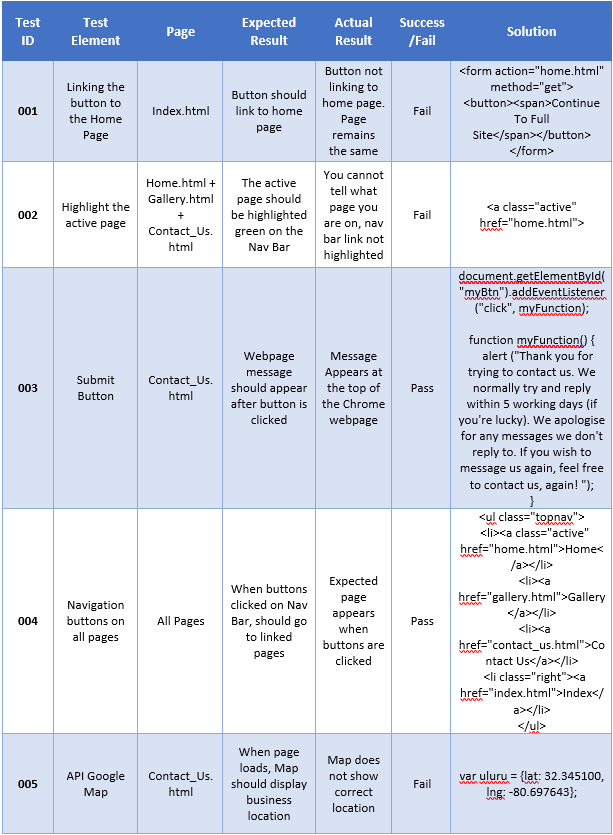 Test ID
Test Element
Page
Expected Result
Actual Result
Success /Fail
Solution
001
Linking the
button to
the Home
Page
Index.html
Button should
link to home
page
Button not
linking to
home page.
Page
remains
the same
Fail
<form action="home.html"
method="get">
<button><span>Continue
To Full
Site</span></button>
</form>
002
Highlight the
active page
Home.html +
Gallery.html
+
Contact_Us.
html
The active
page should
be highlighted
green on the
Nav Bar
You cannot
tell what
page you
are on, nav
bar link not
highlighted
Fail
<a class="active"
href="home.html">
003
Submit
Button
Contact_Us.
html
Webpage
message
should appear
after button is
clicked
Message
Appears at
the top of
the Chrome
webpage
Pass
document.getElementById(
"myBtn").addEventListener
("click", myFunction);
function myFunction() {
alert ("Thank you for
trying to contact us. We
normally try and reply
within 5 working days (if
you're lucky). We apologise
for any messages we don't
reply to. If you wish to
message us again, feel free
to contact us, again! ");
}
004
Navigation
buttons on
all pages
All Pages
When buttons
clicked on Nav
Bar, should go
to linked
pages
Expected
page
appears
when
buttons are
clicked
Pass
<ul class="topnav">
<li><a class="active"
href="home.html">Home<
/a></li>
<li><a
href="gallery.html">Gallery
</a></li>
<li><a
href="contact_us.html">Co
ntact Us</a></li>
<li class="right"><a
href="index.html">Index</
a></li>
</ul>
005
API Google
Map
Contact_Us.
html
When page
loads, Map
should display
business
location
Map does
not show
correct
location
Fail
var uluru = {lat: 32.345100,
lng: -80.697643};